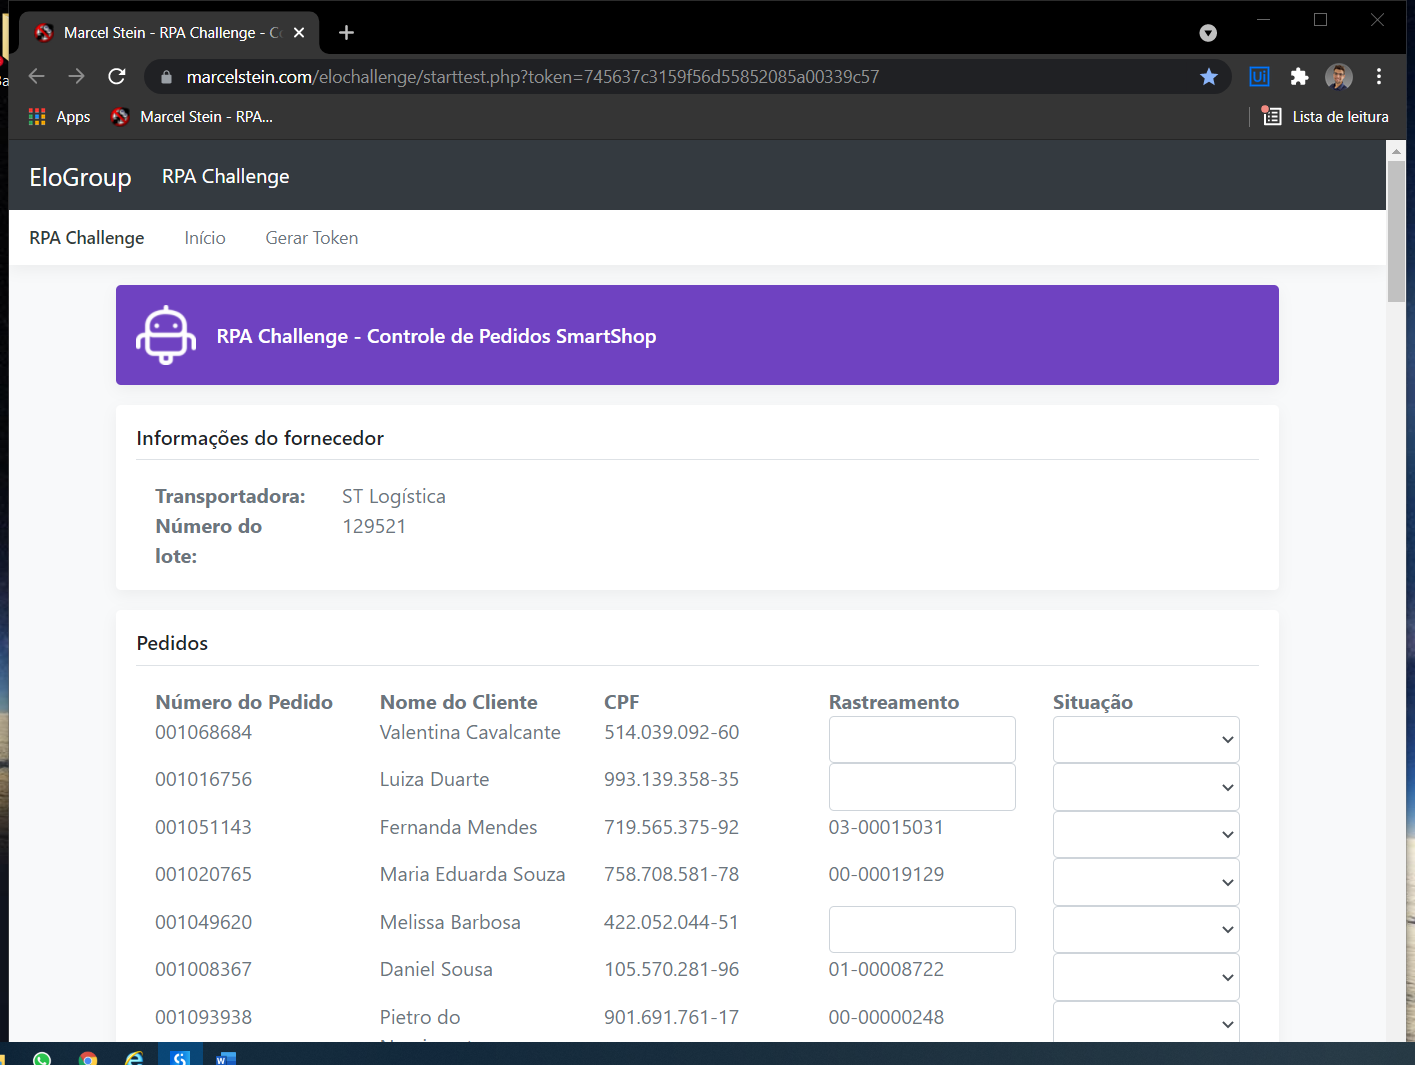 Marcel Stein - RPA Challenge - C
marcelstein.com/elochallenge/starttest.php?token=745637c3159f56d55852085a00339c57
Ui
Apps Marcel Stein - RPA... Lista de leitura
EloGroup RPA Challenge
RPA Challenge Início Gerar Token
RPA Challenge - Controle de Pedidos SmartShop
Informações do fornecedor
Transportadora: ST Logística
Número do lote: 129521
Pedidos
Número do Pedido Nome do Cliente CPF Rastreamento Situação
001068684 Valentina Cavalcante 514.039.092-60
001016756 Luiza Duarte 993.139.358-35
001051143 Fernanda Mendes 719.565.375-92 03-00015031
001020765 Maria Eduarda Souza 758.708.581-78 00-00019129
001049620 Melissa Barbosa 422.052.044-51
001008367 Daniel Sousa 105.570.281-96 01-00008722
001093938 Pietro do 901.691.761-17 00-00000248